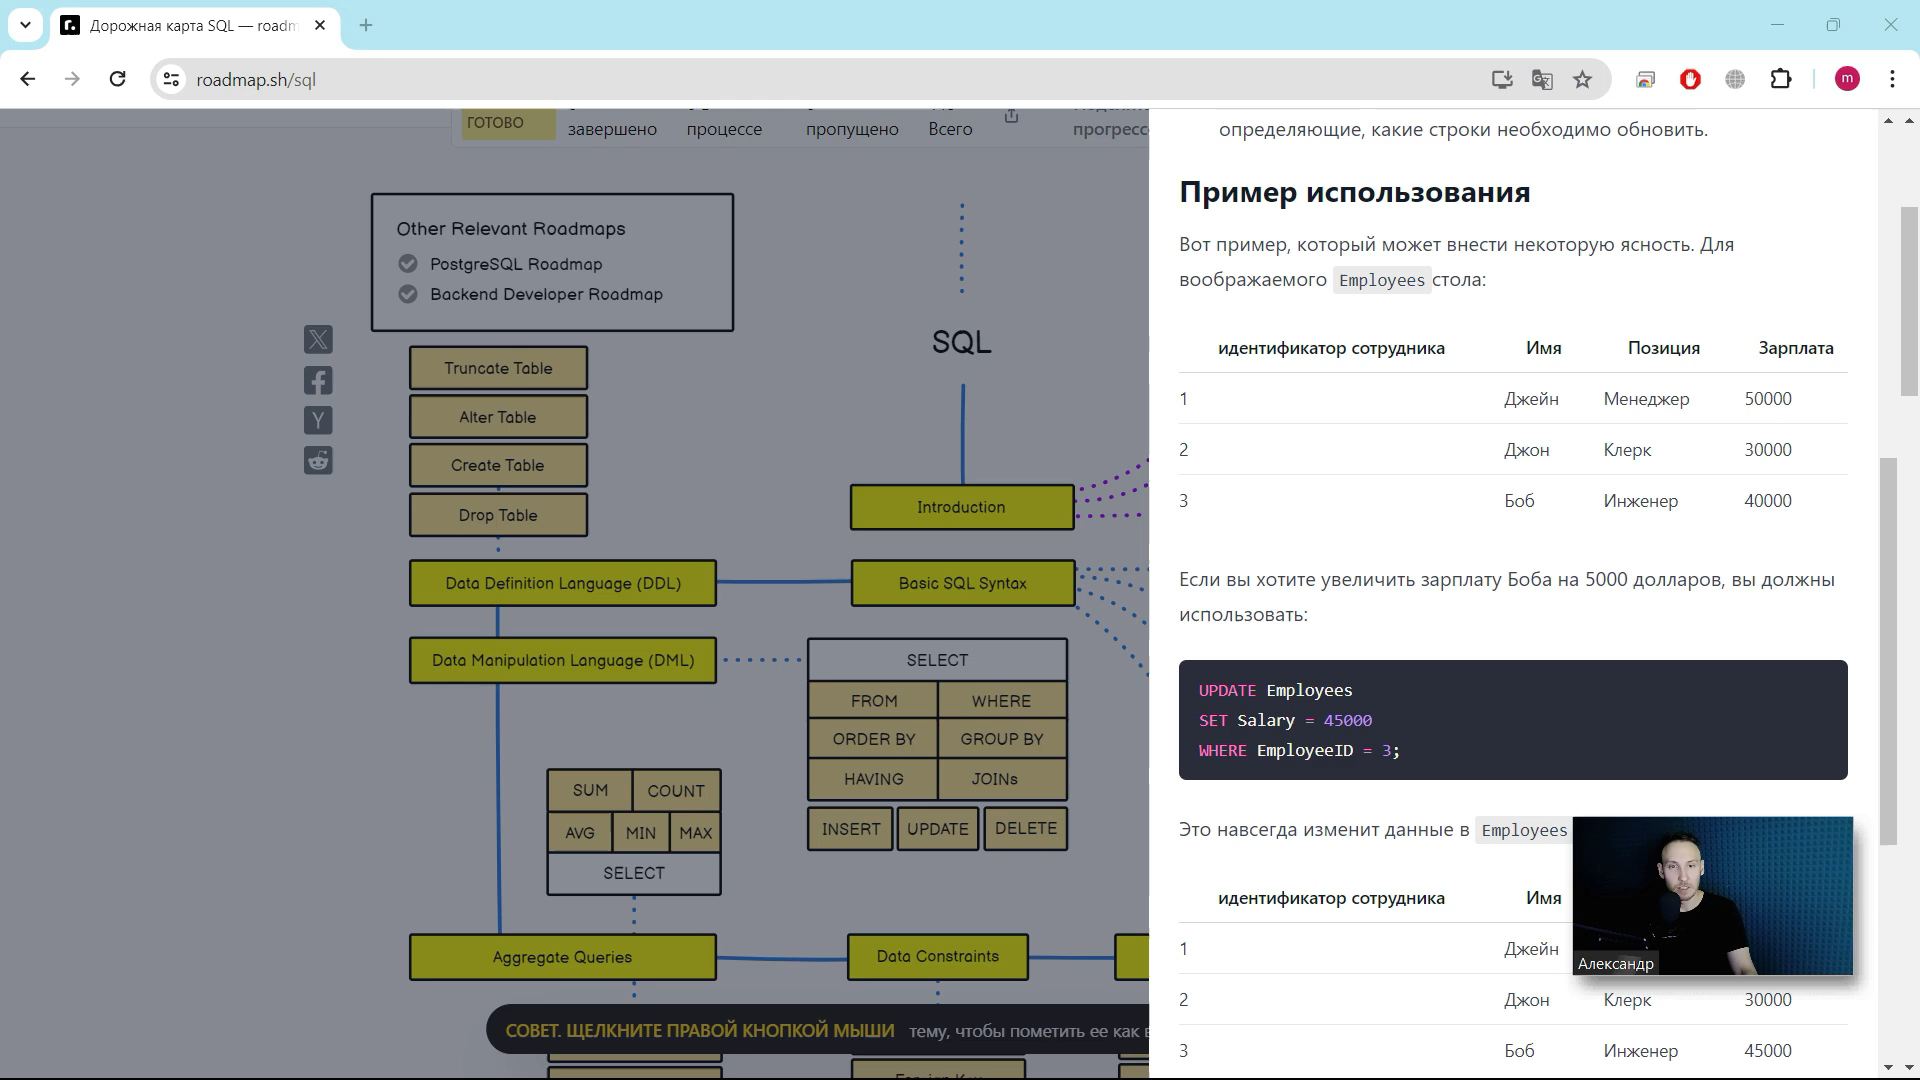 Дорожная карта SQL — roadm
roadmap.sh/sql
m
ГОТОВО
завершено
процессе
пропущено
Всего
прогресс
Other Relevant Roadmaps
PostgreSQL Roadmap
Backend Developer Roadmap
SQL
Truncate Table
Alter Table
Create Table
Drop Table
Introduction
Data Definition Language (DDL)
Basic SQL Syntax
Data Manipulation Language (DML)
SELECT
FROM
WHERE
ORDER BY
GROUP BY
HAVING
JOINs
INSERT
UPDATE
DELETE
SUM
COUNT
AVG
MIN
MAX
SELECT
Aggregate Queries
Data Constraints
СОВЕТ. ЩЕЛКНИТЕ ПРАВОЙ КНОПКОЙ МЫШИ тему, чтобы пометить ее как
определяющие, какие строки необходимо обновить.
Пример использования
Вот пример, который может внести некоторую ясность. Для
воображаемого Employees стола:
идентификатор сотрудника Имя Позиция Зарплата
1 Джейн Менеджер 50000
2 Джон Клерк 30000
3 Боб Инженер 40000
Если вы хотите увеличить зарплату Боба на 5000 долларов, вы должны
использовать:
UPDATE Employees
SET Salary = 45000
WHERE EmployeeID = 3;
Это навсегда изменит данные в Employees
идентификатор сотрудника Имя
1 Джейн
Александр
2 Джон Клерк 30000
3 Боб Инженер 45000